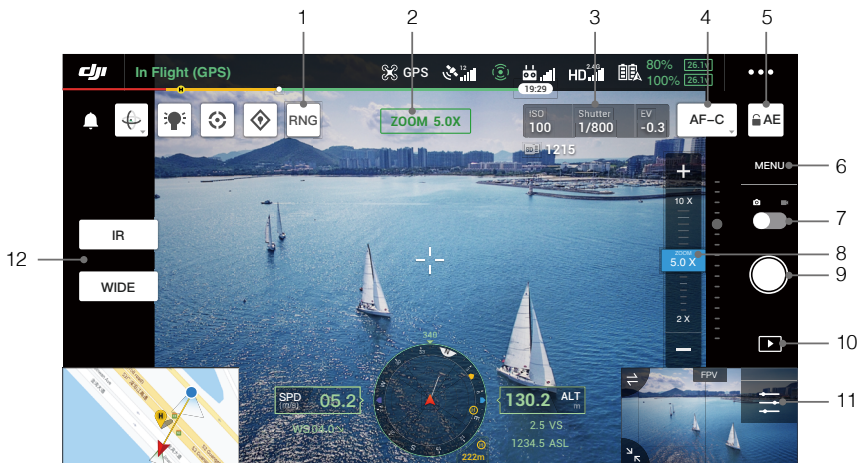 1 2 3 4 5
dji In Flight (GPS) GPS 12 HD 2.4G 80% 26.1V
100% 26.1V
H 19:29
RNG ZOOM 5.0X ISO 100 Shutter 1/800 EV -0.3 AF-C AE
1215
MENU 6
10 X
7
IR
ZOOM
5.0 X 8
12
9
WIDE
2 X
10
340
N
FPV
SPD (m/s) 05.2 130.2 ALT m
11
2.5 VS
1234.5 ASL
H
222m